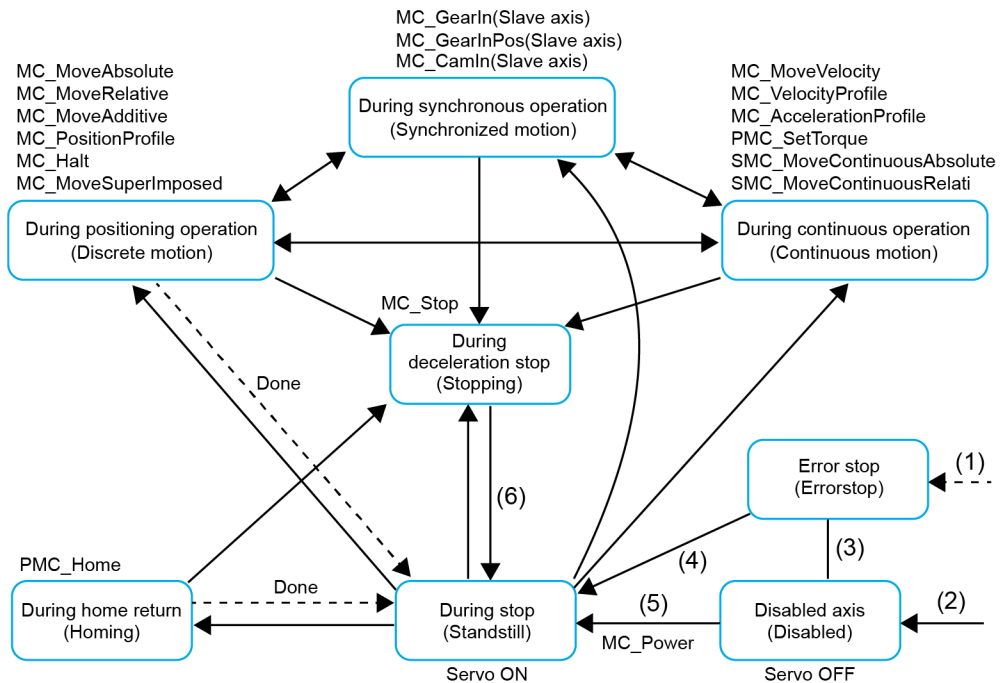 MC_GearIn(Slave axis)
MC_GearInPos(Slave axis)
MC_CamIn(Slave axis)
During synchronous operation
(Synchronized motion)
MC_MoveAbsolute
MC_MoveRelative
MC_MoveAdditive
MC_PositionProfile
MC_Halt
MC_MoveSuperImposed
During positioning operation
(Discrete motion)
MC_MoveVelocity
MC_VelocityProfile
MC_AccelerationProfile
PMC_SetTorque
SMC_MoveContinuousAbsolute
SMC_MoveContinuousRelati
During continuous operation
(Continuous motion)
MC_Stop
During
deceleration stop
(Stopping)
Done
(6)
Error stop
(Errorstop)
(1)
(3)
(4)
PMC_Home
During home return
(Homing)
Done
During stop
(Standstill)
Servo ON
(5)
MC_Power
Disabled axis
(Disabled)
Servo OFF
(2)